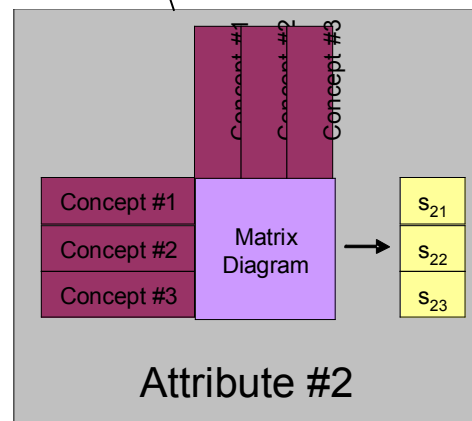 Concept #1
Concept #2
Concept #3
Concept #1
Concept #2
Concept #3
Matrix
Diagram
s21
s22
s23
Attribute #2